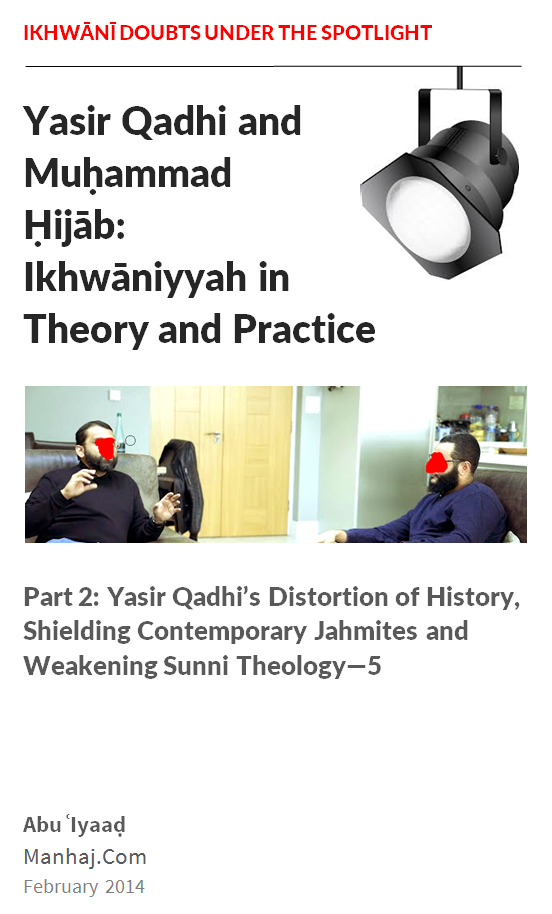 IKHWĀNĪ DOUBTS UNDER THE SPOTLIGHT
Yasir Qadhi and
Muḥammad
Ḥijāb:
Ikhwāniyyah in
Theory and Practice
Part 2: Yasir Qadhi’s Distortion of History,
Shielding Contemporary Jahmites and
Weakening Sunni Theology—5
Abu ʿIyaaḍ
Manhaj.Com
February 2014